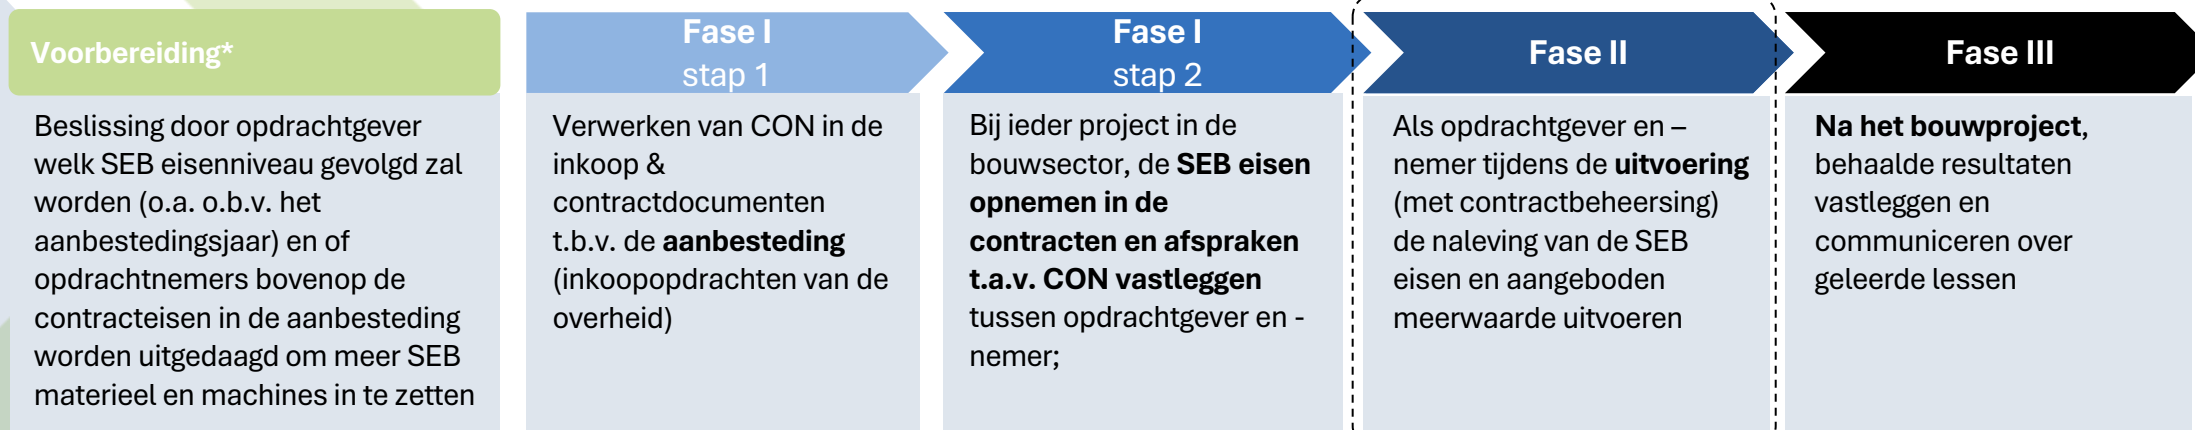 Voorbereiding*
Beslissing door opdrachtgever
welk SEB eisenniveau gevolgd zal
worden (o.a. o.b.v. het
aanbestedingsjaar) en of
opdrachtnemers bovenop de
contracteisen in de aanbesteding
worden uitgedaagd om meer SEB
materieel en machines in te zetten
Fase I
stap 1
Verwerken van CON in de
inkoop &
contractdocumenten
t.b.v. de aanbesteding
(inkoopopdrachten van de
overheid)
Fase I
stap 2
Bij ieder project in de
bouwsector, de SEB eisen
opnemen in de
contracten en afspraken
t.a.v. CON vastleggen
tussen opdrachtgever en -
nemer;
Fase II
Als opdrachtgever en –
nemer tijdens de uitvoering
(met contractbeheersing)
de naleving van de SEB
eisen en aangeboden
meerwaarde uitvoeren
Fase III
Na het bouwproject,
behaalde resultaten
vastleggen en
communiceren over
geleerde lessen